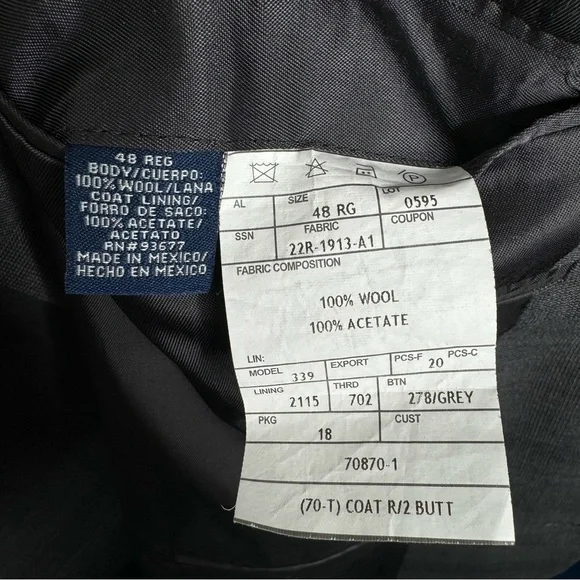 48 REG
BODY/CUERPO:
100% WOOL/LANA
COAT LINING/
FORRO DE SACO:
100% ACETATE/
ACETATO
RN#93677
MADE IN MEXICO/
HECHO EN MEXICO
P
AL SIZE 48 RG LOT 0595
SSN FABRIC 22R-1913-A1 COUPON
FABRIC COMPOSITION
100% WOOL
100% ACETATE
LIN:
MODEL 339 EXPORT PCS-F 20 PCS-C
LINING 2115 THRD 702 BTN 278/GREY
PKG 18 CUST
70870-1
(70-T) COAT R/2 BUTT